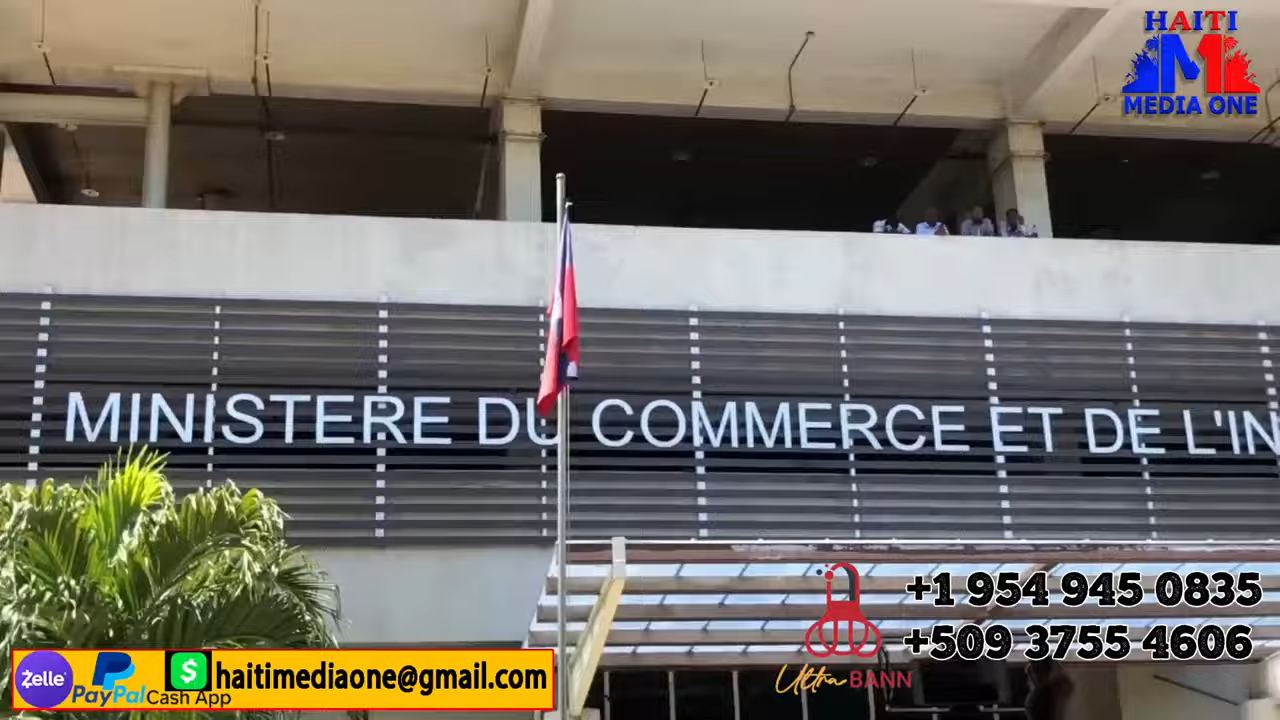 HAITI
M1
MEDIA ONE
MINISTERE DU COMMERCE ET DE L'IN
+1 954 945 0835
+509 3755 4606
Ultra BANN
Zelle
PayPal
$
Cash App
haitimediaone@gmail.com